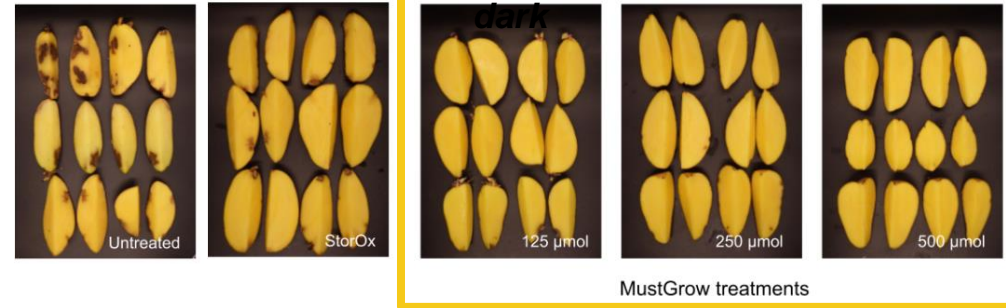 dark
Untreated
StorOx
125 µmol
250 µmol
500 µmol
MustGrow treatments